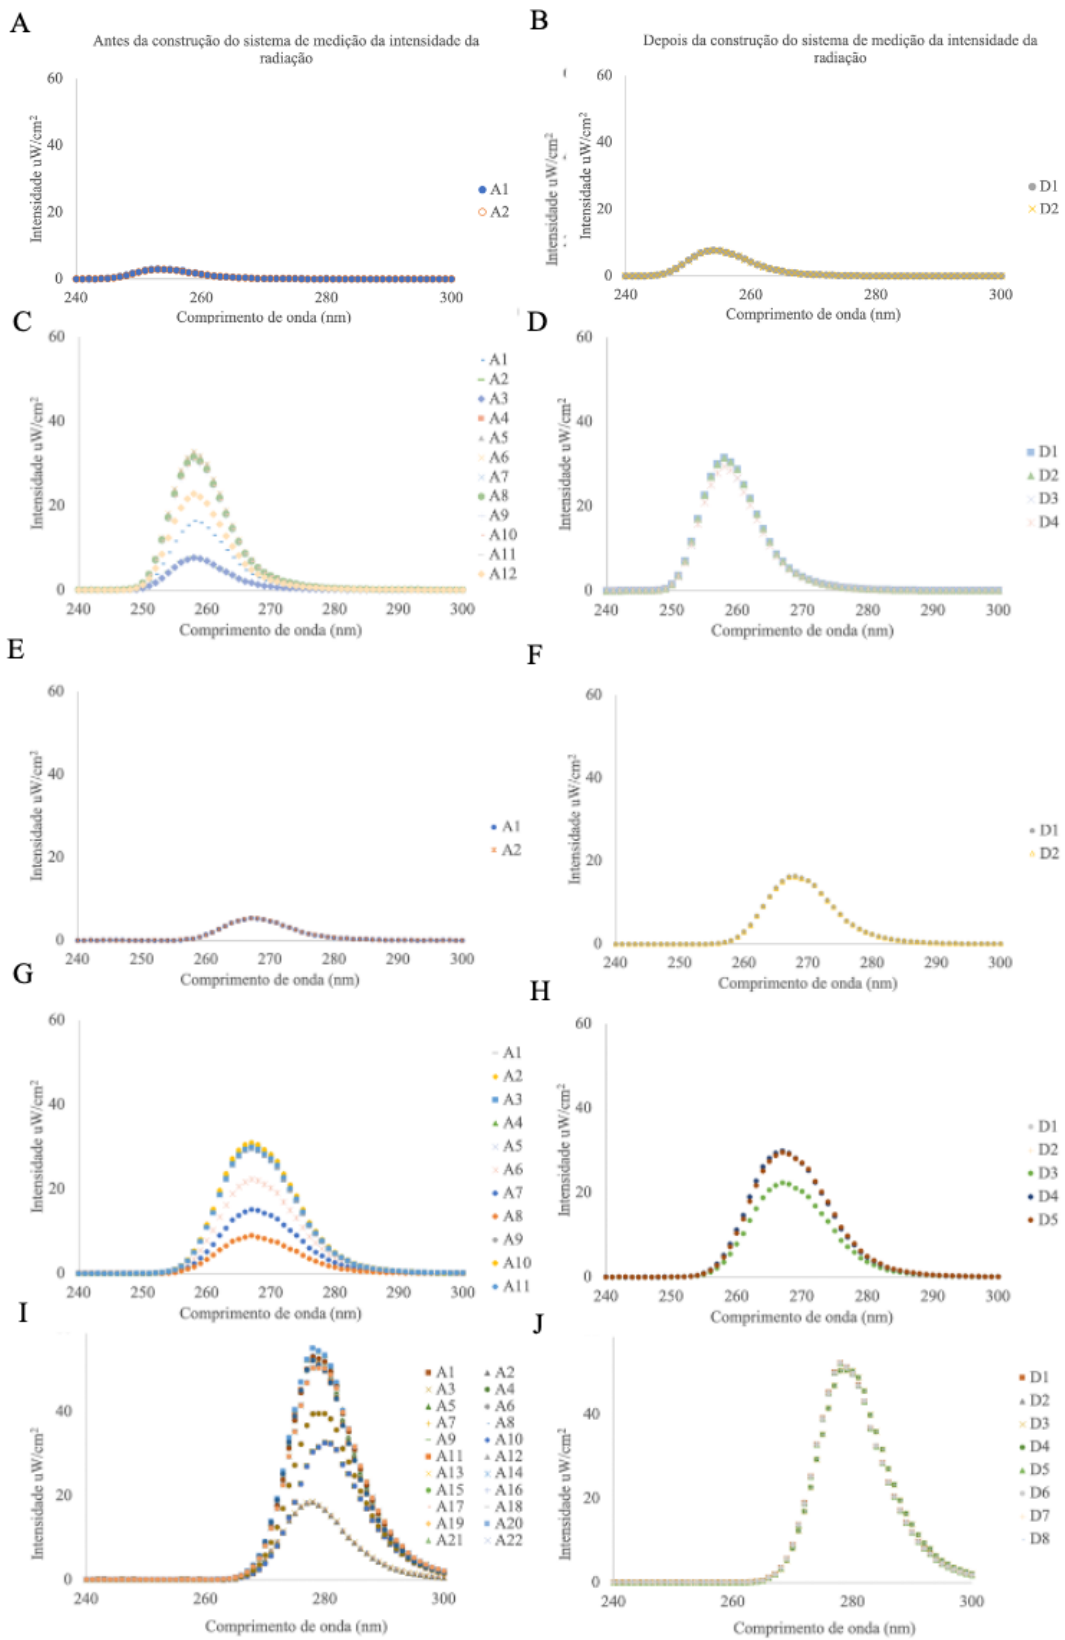 A
Antes da construção do sistema de medição da intensidade da
radiação
60
40
20
0
Intensidade uW/cm²
240 260 280 300
Comprimento de onda (nm)
A1
A2
B
Depois da construção do sistema de medição da intensidade da
radiação
60
40
20
0
Intensidade uW/cm²
Intensidade uW/cm²
240 260 280 300
Comprimento de onda (nm)
D1
D2
C
60
40
20
0
Intensidade uW/cm²
240 250 260 270 280 290 300
Comprimento de onda (nm)
A1
A2
A3
A4
A5
A6
A7
A8
A9
A10
A11
A12
D
60
40
20
0
Intensidade uW/cm²
240 250 260 270 280 290 300
Comprimento de onda (nm)
D1
D2
D3
D4
E
60
40
20
0
Intensidade uW/cm²
240 250 260 270 280 290 300
Comprimento de onda (nm)
A1
A2
F
60
40
20
0
Intensidade uW/cm²
240 250 260 270 280 290 300
Comprimento de onda (nm)
D1
D2
G
60
40
20
0
Intensidade uW/cm²
240 250 260 270 280 290 300
Comprimento de onda (nm)
A1
A2
A3
A4
A5
A6
A7
A8
A9
A10
A11
H
60
40
20
0
Intensidade uW/cm²
240 250 260 270 280 290 300
Comprimento de onda (nm)
D1
D2
D3
D4
D5
I
40
20
0
Intensidade uW/cm²
240 260 280 300
Comprimento de onda (nm)
A1 A2
A3 A4
A5 A6
A7 A8
A9 A10
A11 A12
A13 A14
A15 A16
A17 A18
A19 A20
A21 A22
J
40
20
0
Intensidade uW/cm²
240 260 280 300
Comprimento de onda (nm)
D1
D2
D3
D4
D5
D6
D7
D8